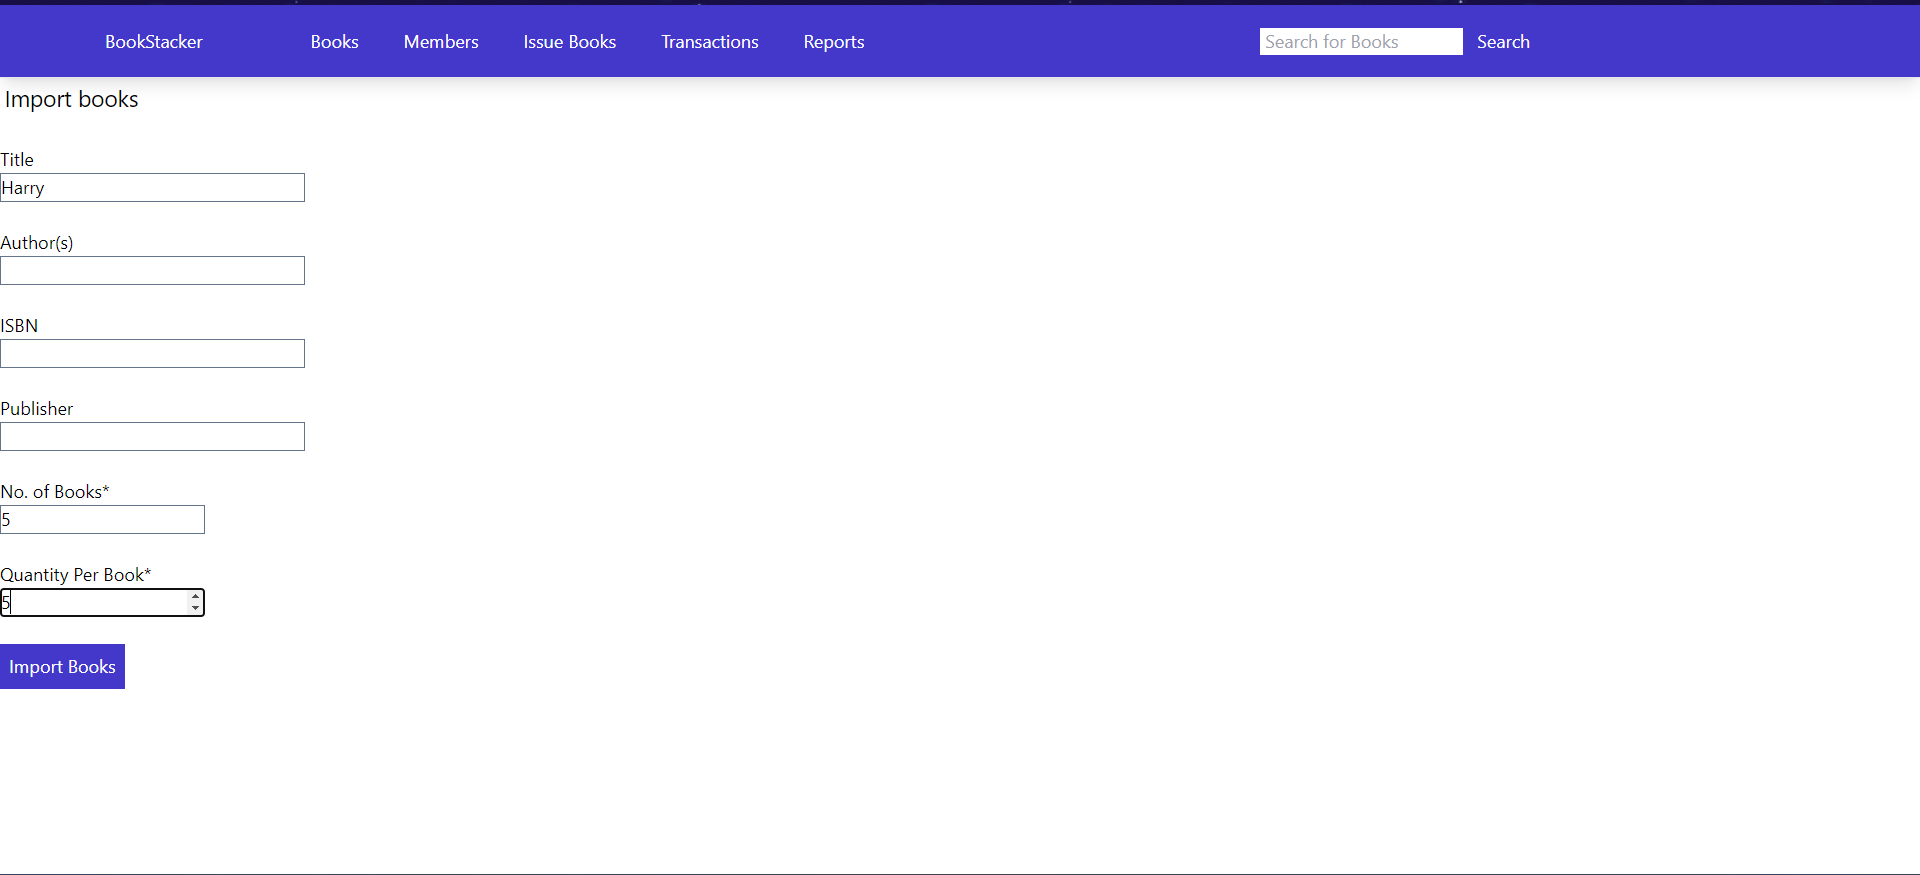 BookStacker Books Members Issue Books Transactions Reports Search for Books Search
Import books
Title
Harry
Author(s)
ISBN
Publisher
No. of Books*
5
Quantity Per Book*
5
Import Books